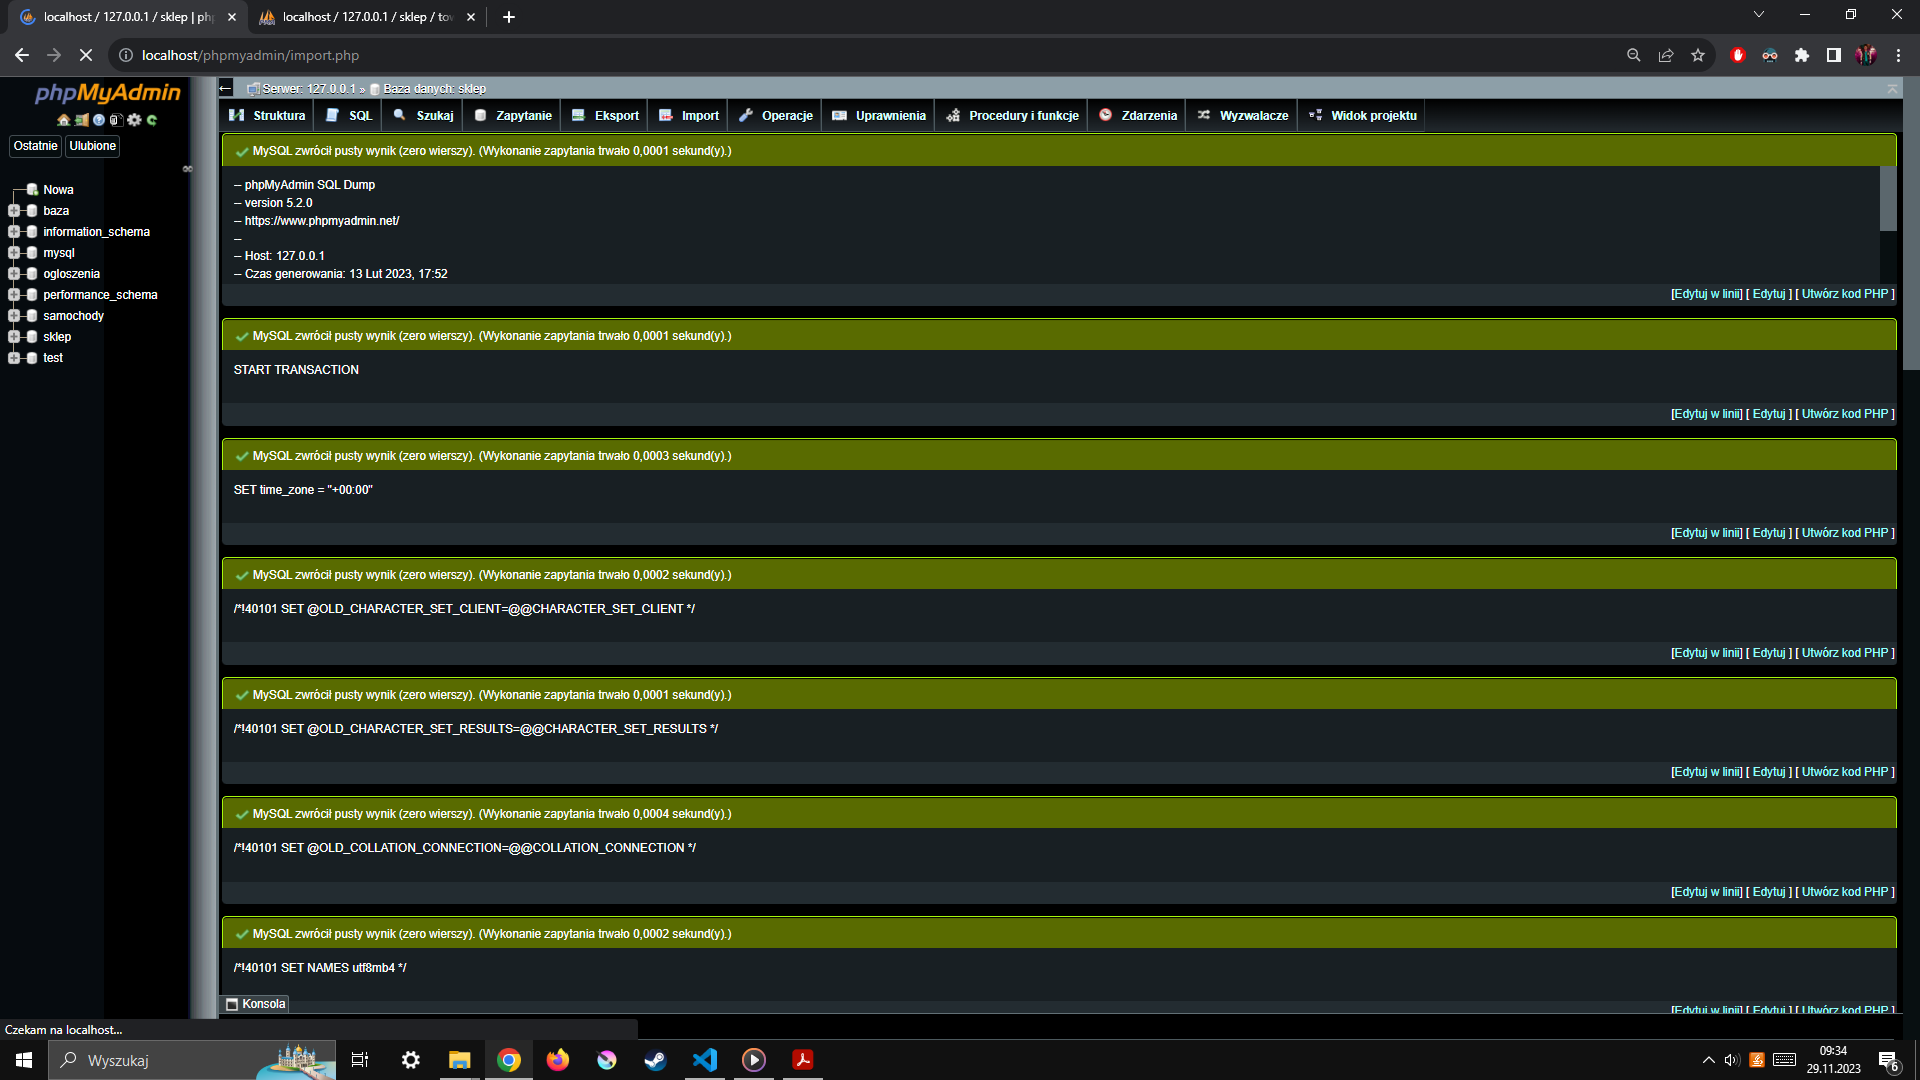 localhost / 127.0.0.1 / sklep | php
localhost / 127.0.0.1 / sklep / tow
localhost/phpmyadmin/import.php
phpMyAdmin
Ostatnie
Ulubione
Nowa
baza
information_schema
mysql
ogloszenia
performance_schema
samochody
sklep
test
Serwer: 127.0.0.1 » Baza danych: sklep
Struktura
SQL
Szukaj
Zapytanie
Eksport
Import
Operacje
Uprawnienia
Procedury i funkcje
Zdarzenia
Wyzwalacze
Widok projektu
MySQL zwrócił pusty wynik (zero wierszy). (Wykonanie zapytania trwało 0,0001 sekund(y).)
-- phpMyAdmin SQL Dump
-- version 5.2.0
-- https://www.phpmyadmin.net/
--
-- Host: 127.0.0.1
-- Czas generowania: 13 Lut 2023, 17:52
[Edytuj w linii] [ Edytuj ] [ Utwórz kod PHP ]
MySQL zwrócił pusty wynik (zero wierszy). (Wykonanie zapytania trwało 0,0001 sekund(y).)
START TRANSACTION
[Edytuj w linii] [ Edytuj ] [ Utwórz kod PHP ]
MySQL zwrócił pusty wynik (zero wierszy). (Wykonanie zapytania trwało 0,0003 sekund(y).)
SET time_zone = "+00:00"
[Edytuj w linii] [ Edytuj ] [ Utwórz kod PHP ]
MySQL zwrócił pusty wynik (zero wierszy). (Wykonanie zapytania trwało 0,0002 sekund(y).)
/*!40101 SET @OLD_CHARACTER_SET_CLIENT=@@CHARACTER_SET_CLIENT */
[Edytuj w linii] [ Edytuj ] [ Utwórz kod PHP ]
MySQL zwrócił pusty wynik (zero wierszy). (Wykonanie zapytania trwało 0,0001 sekund(y).)
/*!40101 SET @OLD_CHARACTER_SET_RESULTS=@@CHARACTER_SET_RESULTS */
[Edytuj w linii] [ Edytuj ] [ Utwórz kod PHP ]
MySQL zwrócił pusty wynik (zero wierszy). (Wykonanie zapytania trwało 0,0004 sekund(y).)
/*!40101 SET @OLD_COLLATION_CONNECTION=@@COLLATION_CONNECTION */
[Edytuj w linii] [ Edytuj ] [ Utwórz kod PHP ]
MySQL zwrócił pusty wynik (zero wierszy). (Wykonanie zapytania trwało 0,0002 sekund(y).)
/*!40101 SET NAMES utf8mb4 */
[Edytuj w linii] [ Edytuj ] [ Utwórz kod PHP ]
Konsola
Czekam na localhost...
Wyszukaj
09:34
29.11.2023
6